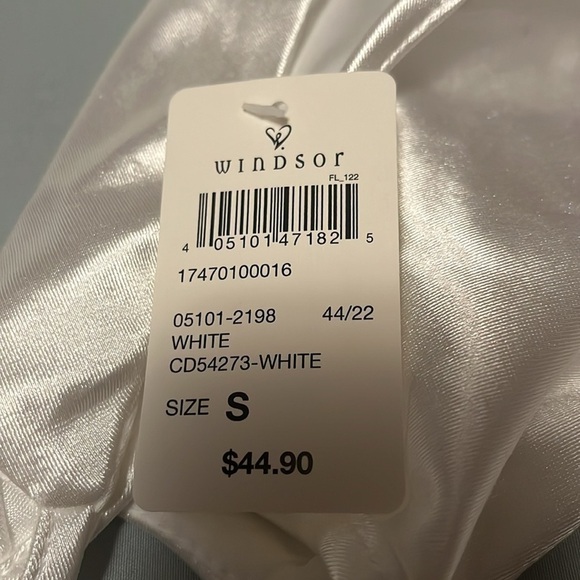 WINDSOR
FL_122
4 05101 47182 5
17470100016
05101-2198 44/22
WHITE
CD54273-WHITE
SIZE S
$44.90